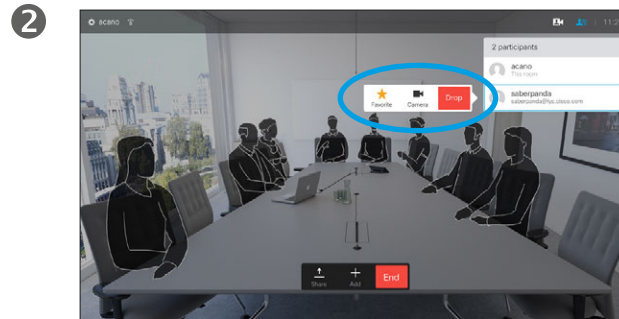 2
acano
11:2
2 participants
acano
This room
saberpanda
saberpanda@lys.cisco.com
Favorite
Camera
Drop
Share
Add
End